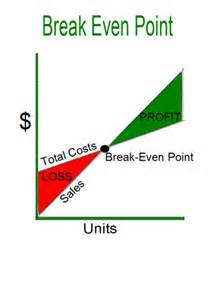 Break Even Point
$
PROFIT
Total Costs
Break-Even Point
LOSS
Sales
Units